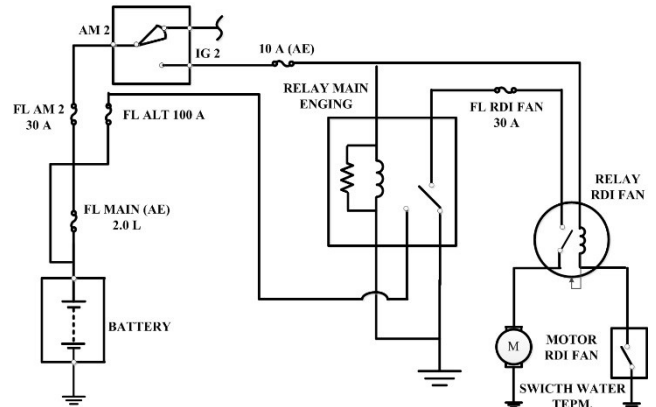 AM 2
IG 2
10 A (AE)
RELAY MAIN
ENGING
FL AM 2
30 A
FL ALT 100 A
FL RDI FAN
30 A
RELAY
RDI FAN
FL MAIN (AE)
2.0 L
BATTERY
M
MOTOR
RDI FAN
SWICTH WATER
TEPM.